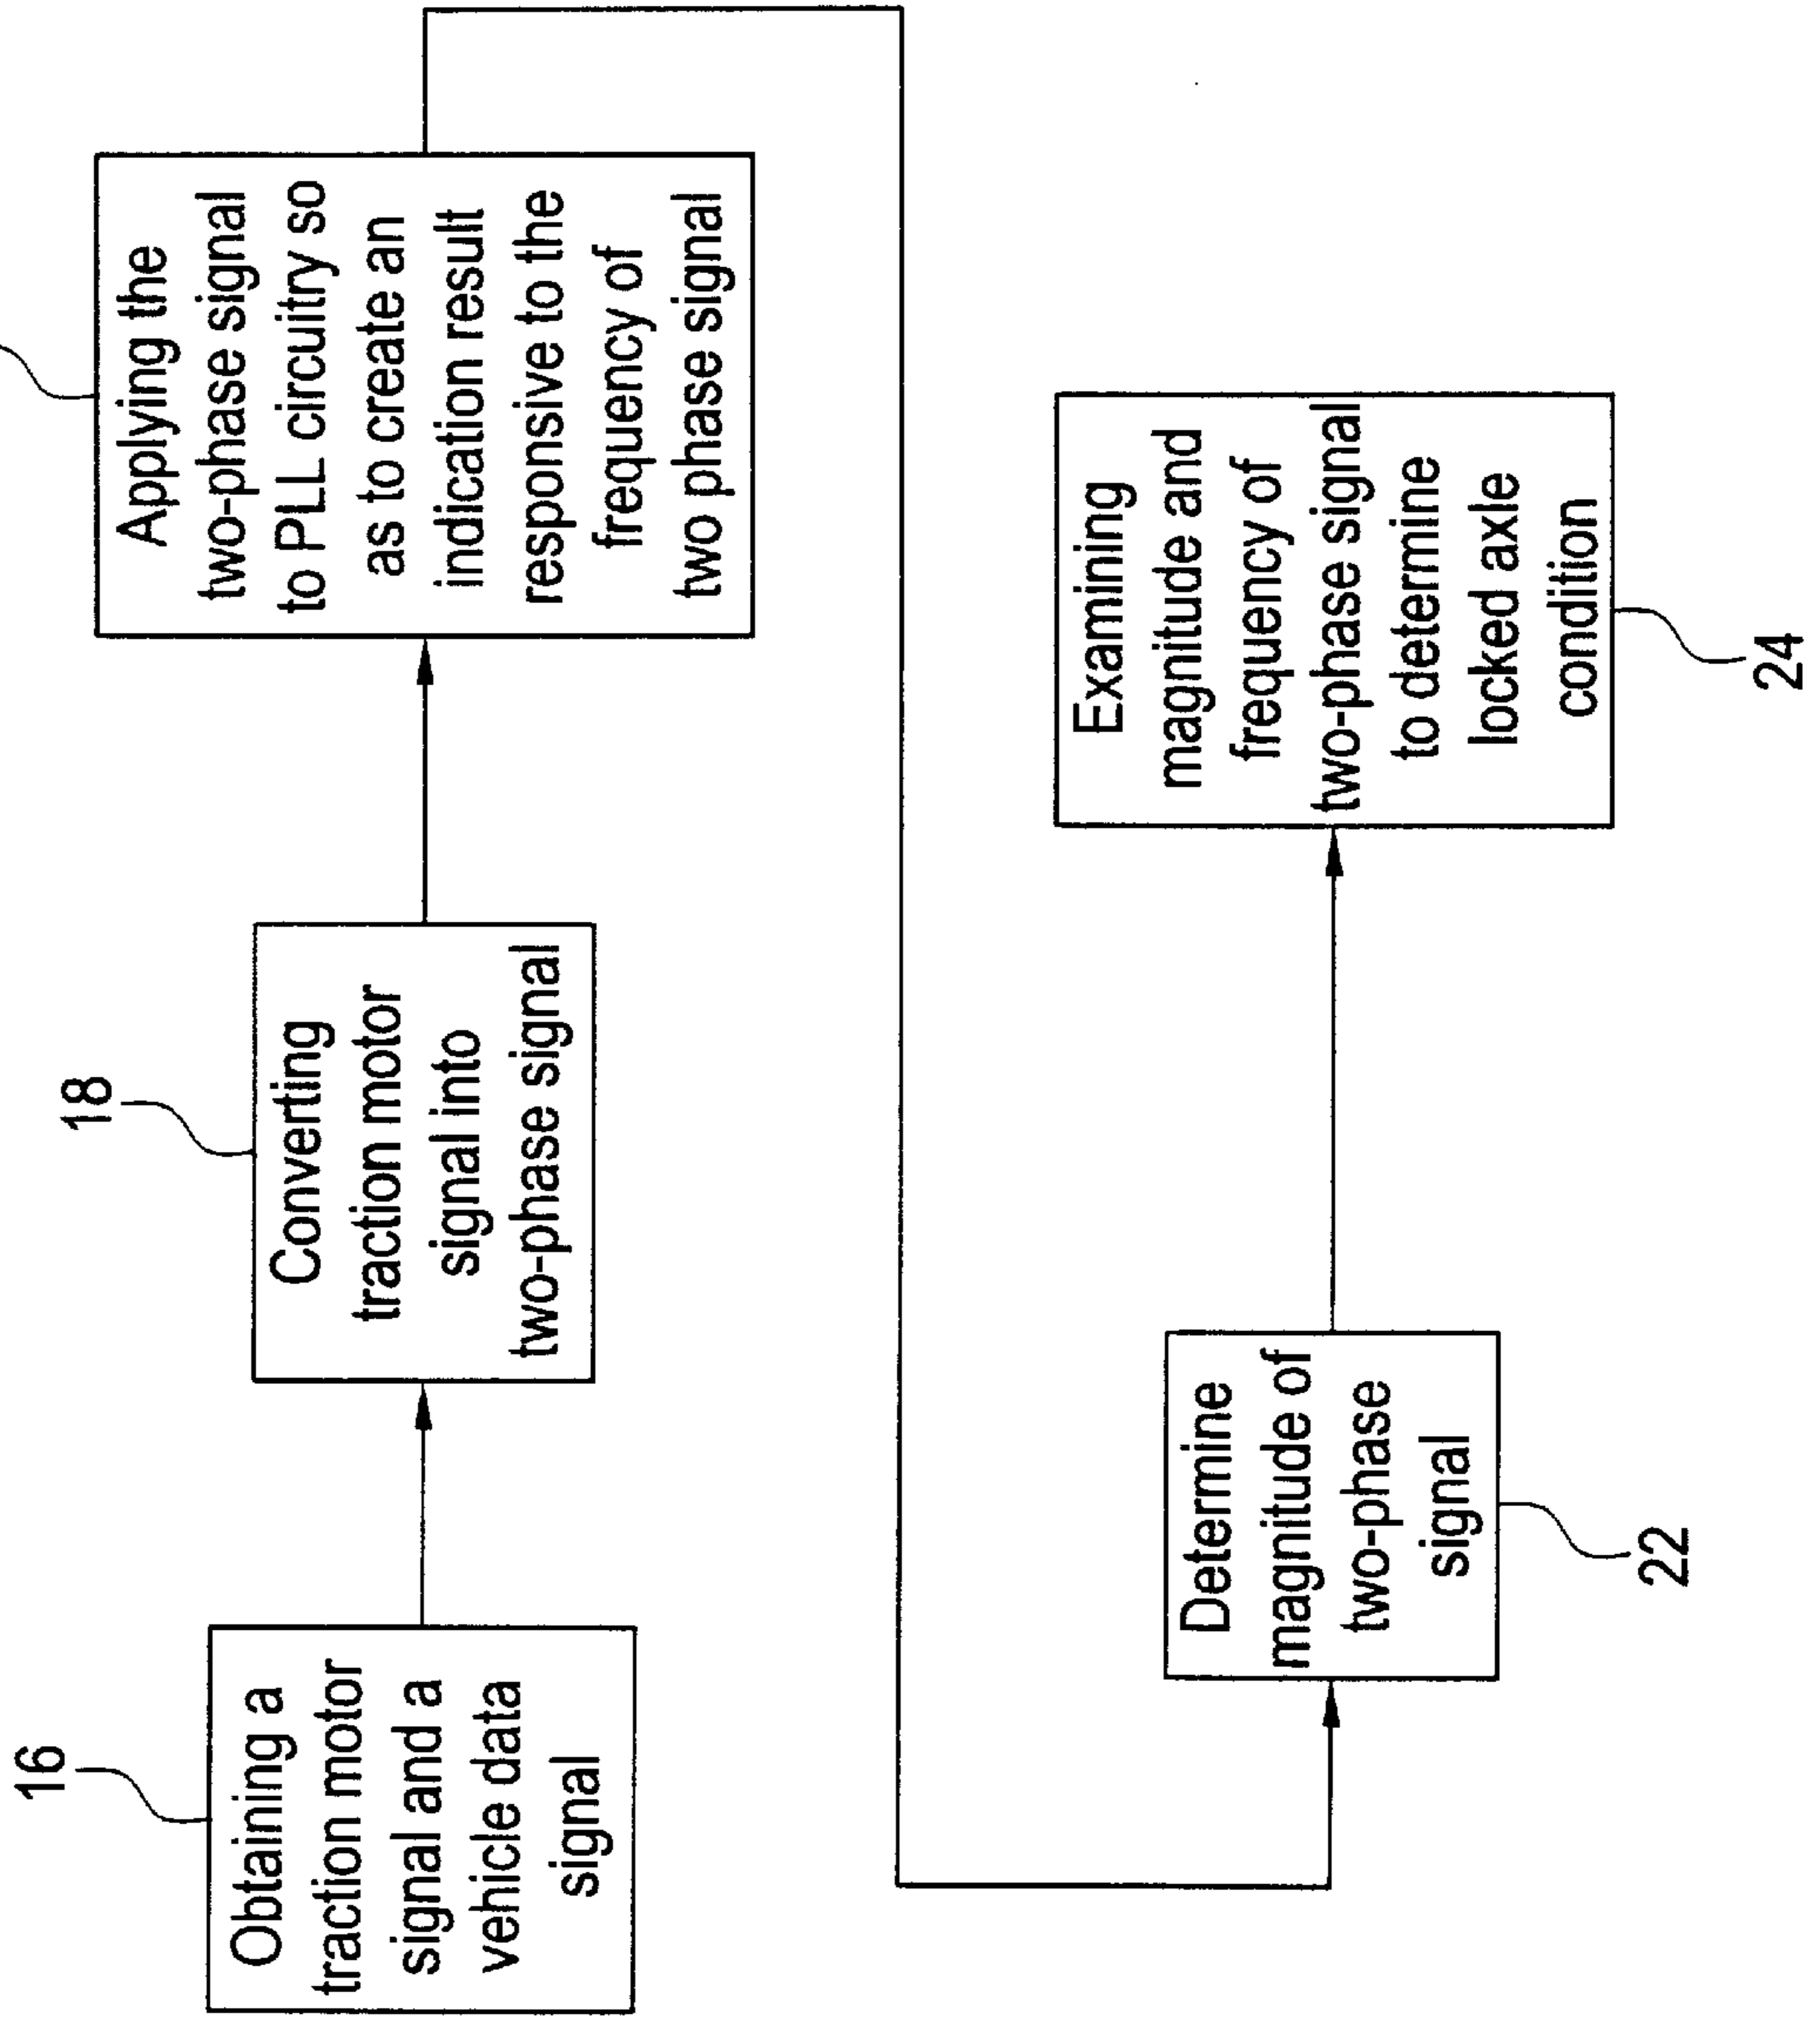 16
Obtaining a
traction motor
signal and a
vehicle data
signal
18
Converting
traction motor
signal into
two-phase signal
Applying the
two-phase signal
to PLL circuitry so
as to create an
indication result
responsive to the
frequency of
two phase signal
Determine
magnitude of
two-phase
signal
22
Examining
magnitude and
frequency of
two-phase signal
to determine
locked axle
condition
24